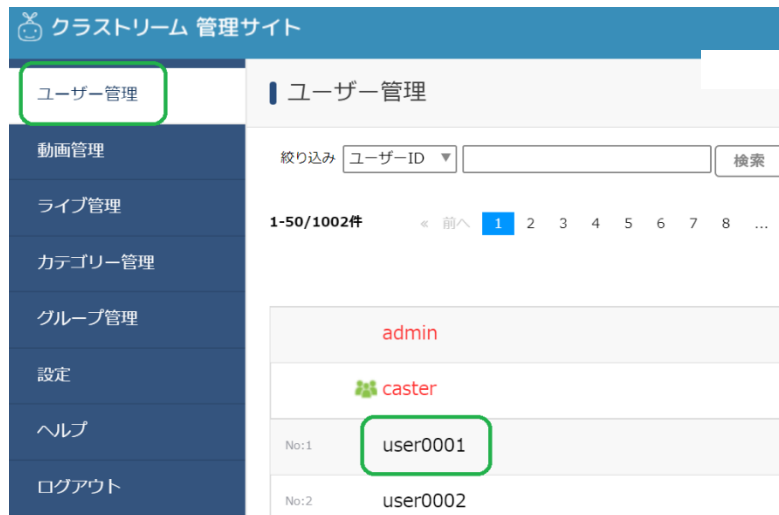 クラストリーム 管理サイト
ユーザー管理
動画管理
ライブ管理
カテゴリー管理
グループ管理
設定
ヘルプ
ログアウト
ユーザー管理
絞り込み ユーザーID ▼ 検索
1-50/1002件 « 前へ 1 2 3 4 5 6 7 8 ...
admin
caster
No:1 user0001
No:2 user0002